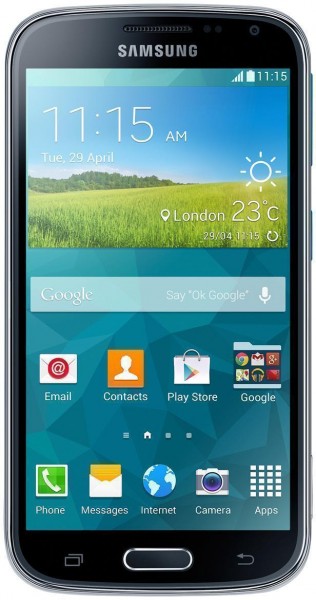 SAMSUNG
11:15
11:15 AM
Tue, 29 April
London 23°c
29/04 11:15
Google Say "Ok Google"
Email Contacts Play Store Google
Phone Messages Internet Camera Apps